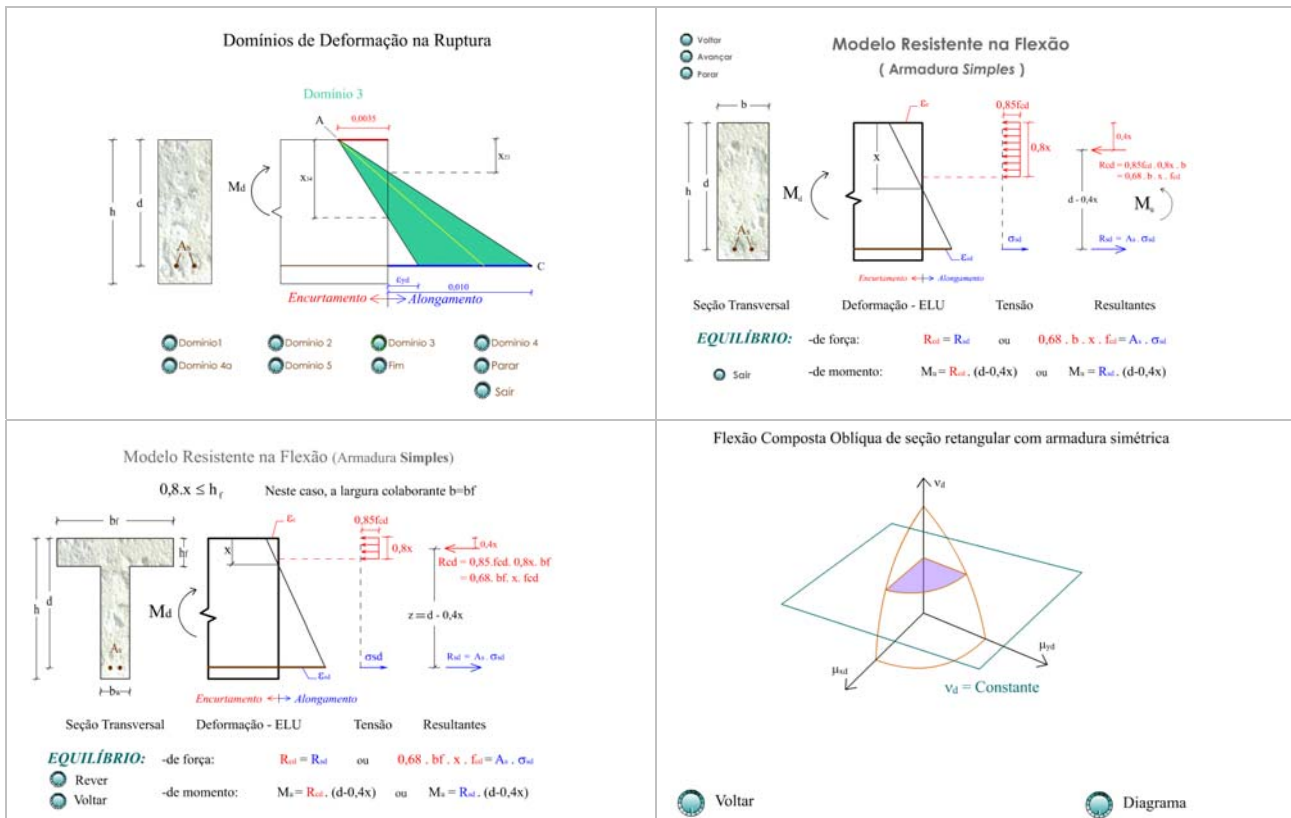 Domínios de Deformação na Ruptura
Domínio 3
A
0,0035
x23
x34
h
d
Md
As
C
εyd
0,010
Encurtamento
Alongamento
Domínio1
Domínio 2
Domínio 3
Domínio 4
Domínio 4a
Domínio 5
Fim
Parar
Sair
Voltar
Avançar
Parar
Modelo Resistente na Flexão
( Armadura Simples )
b
εc
0,85fcd
x
0,8x
0,4x
Rcd = 0,85fcd . 0,8x . b
= 0,68 . b . x . fcd
h
d
Md
d - 0,4x
Mu
As
σsd
Rsd = As . σsd
εsd
Encurtamento
Alongamento
Seção Transversal Deformação - ELU Tensão Resultantes
EQUILÍBRIO: -de força: Rcd = Rsd ou 0,68 . b . x . fcd = As . σsd
Sair
-de momento: Mu = Rcd . (d-0,4x) ou Mu = Rsd . (d-0,4x)
Modelo Resistente na Flexão (Armadura Simples)
0,8.x ≤ hf Neste caso, a largura colaborante b=bf
bf
εc
0,85fcd
hf
x
0,8x
0,4x
Rcd = 0,85.fcd. 0,8x. bf
= 0,68. bf. x. fcd
h
d
Md
z = d - 0,4x
As
σsd
Rsd = As . σsd
bw
εsd
Encurtamento
Alongamento
Seção Transversal Deformação - ELU Tensão Resultantes
EQUILÍBRIO: -de força: Rcd = Rsd ou 0,68 . bf . x . fcd = As . σsd
Rever
Voltar
-de momento: Mu = Rcd . (d-0,4x) ou Mu = Rsd . (d-0,4x)
Flexão Composta Oblíqua de seção retangular com armadura simétrica
νd
μyd
μxd
νd = Constante
Voltar
Diagrama